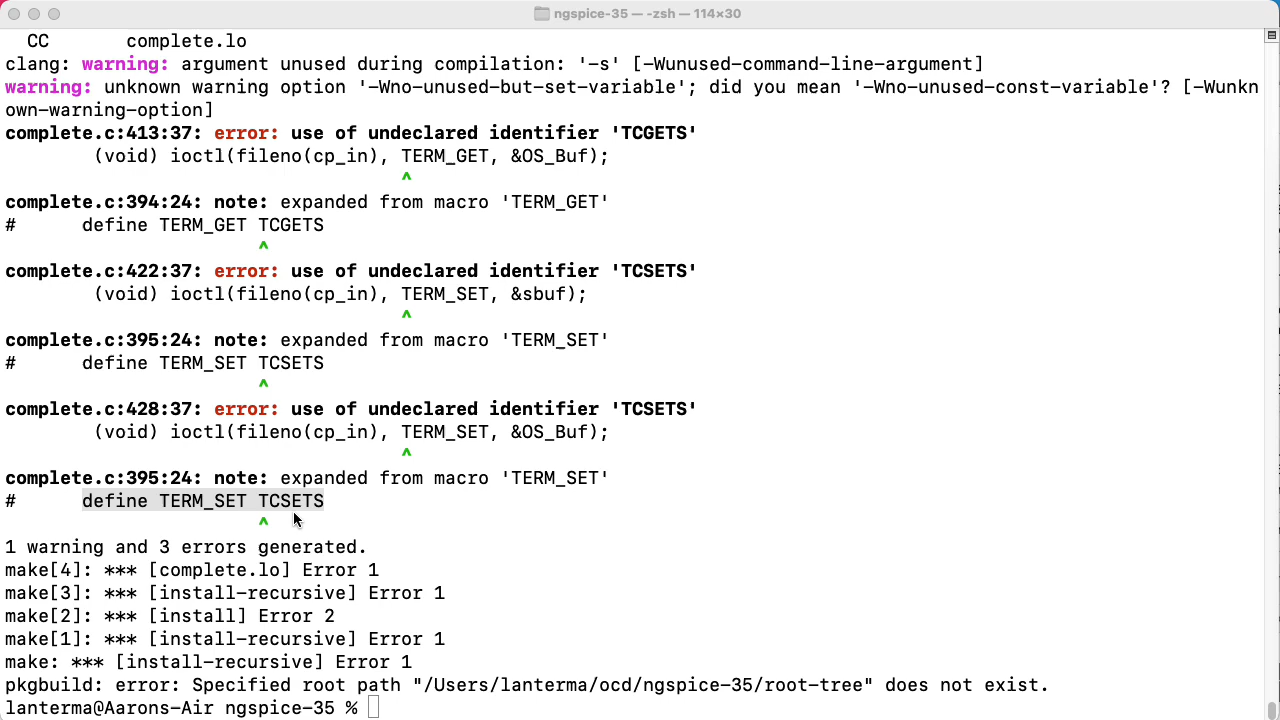 ngspice-35 — -zsh — 114×30
  CC       complete.lo
clang: warning: argument unused during compilation: '-s' [-Wunused-command-line-argument]
warning: unknown warning option '-Wno-unused-but-set-variable'; did you mean '-Wno-unused-const-variable'? [-Wunkn
own-warning-option]
complete.c:413:37: error: use of undeclared identifier 'TCGETS'
        (void) ioctl(fileno(cp_in), TERM_GET, &OS_Buf);
                                    ^
complete.c:394:24: note: expanded from macro 'TERM_GET'
#      define TERM_GET TCGETS
                       ^
complete.c:422:37: error: use of undeclared identifier 'TCSETS'
        (void) ioctl(fileno(cp_in), TERM_SET, &sbuf);
                                    ^
complete.c:395:24: note: expanded from macro 'TERM_SET'
#      define TERM_SET TCSETS
                       ^
complete.c:428:37: error: use of undeclared identifier 'TCSETS'
        (void) ioctl(fileno(cp_in), TERM_SET, &OS_Buf);
                                    ^
complete.c:395:24: note: expanded from macro 'TERM_SET'
#      define TERM_SET TCSETS
                       ^
1 warning and 3 errors generated.
make[4]: *** [complete.lo] Error 1
make[3]: *** [install-recursive] Error 1
make[2]: *** [install] Error 2
make[1]: *** [install-recursive] Error 1
make: *** [install-recursive] Error 1
pkgbuild: error: Specified root path "/Users/lanterma/ocd/ngspice-35/root-tree" does not exist.
lanterma@Aarons-Air ngspice-35 %